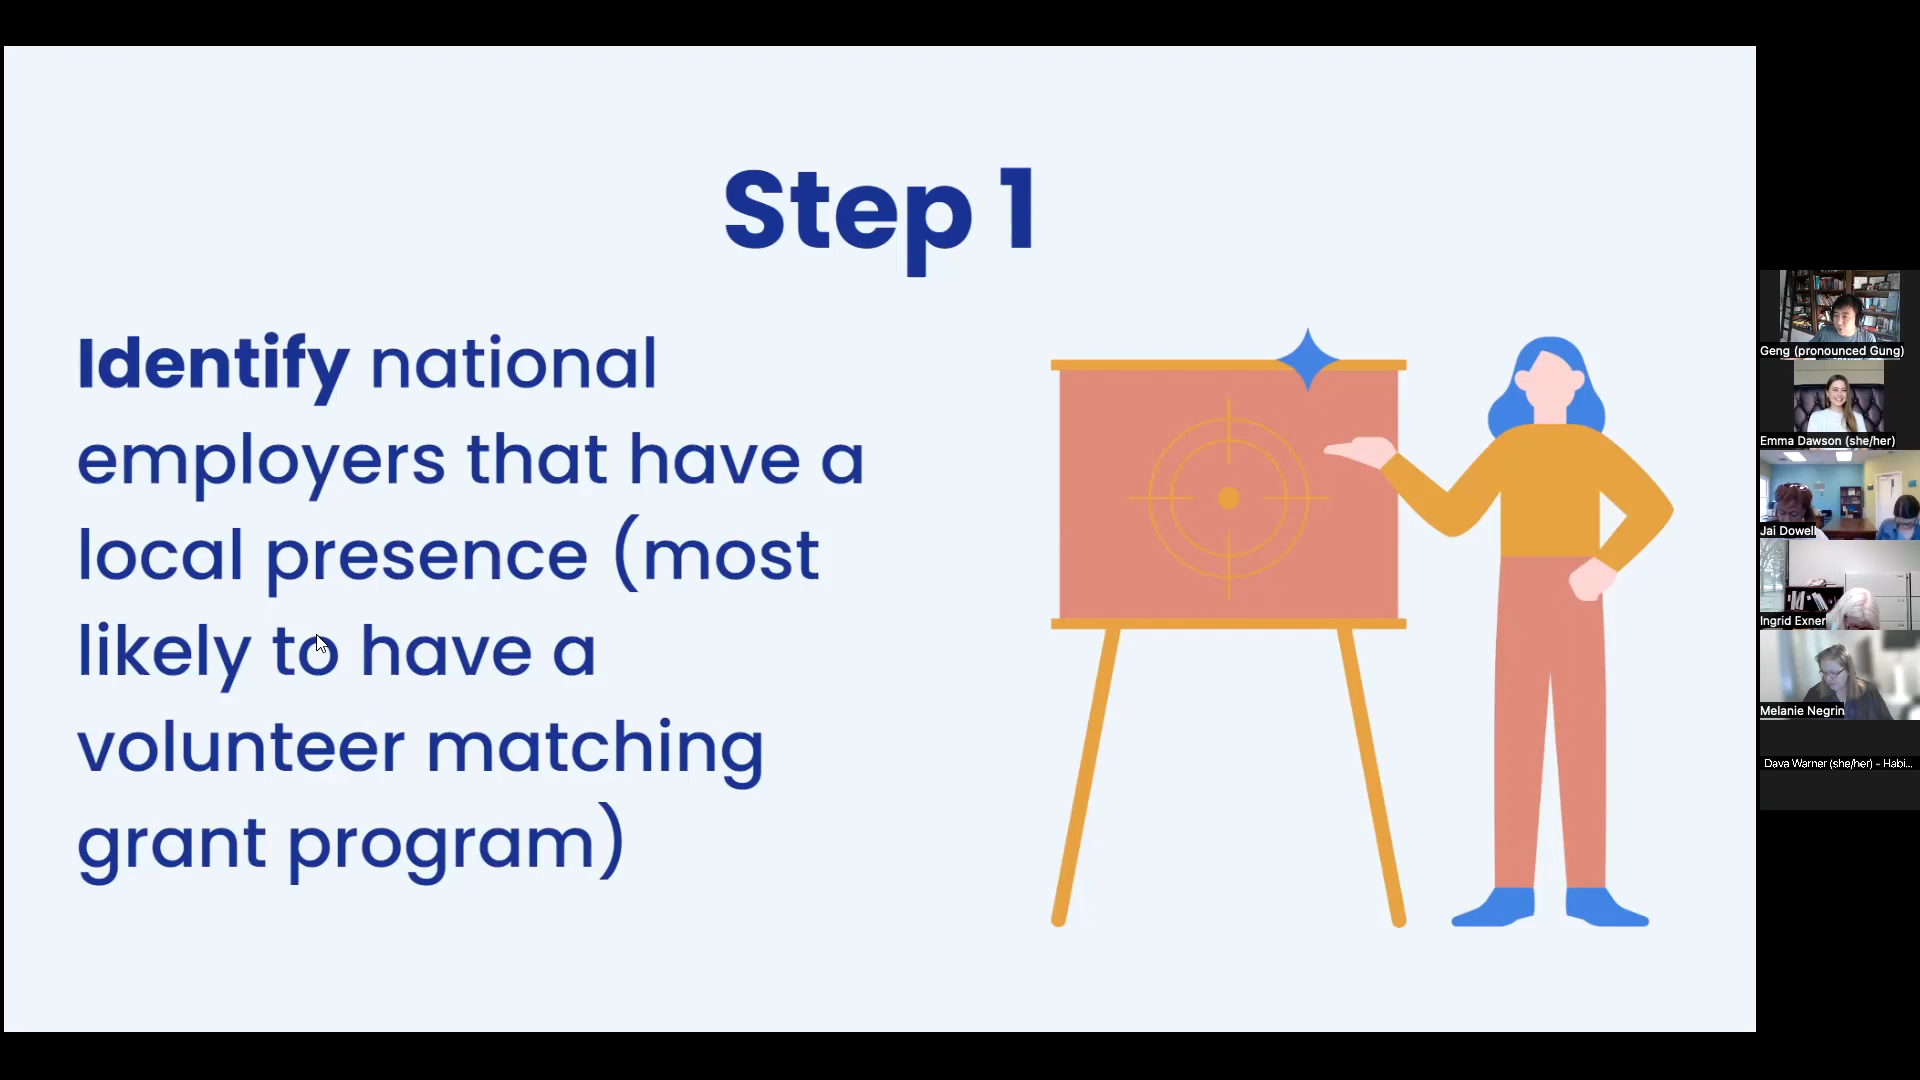 Step 1
Identify national
employers that have a
local presence (most
likely to have a
volunteer matching
grant program)
Geng (pronounced Gung)
Emma Dawson (she/her)
Jai Dowell
Ingrid Exner
Melanie Negrin
Dava Warner (she/her) - Habi...